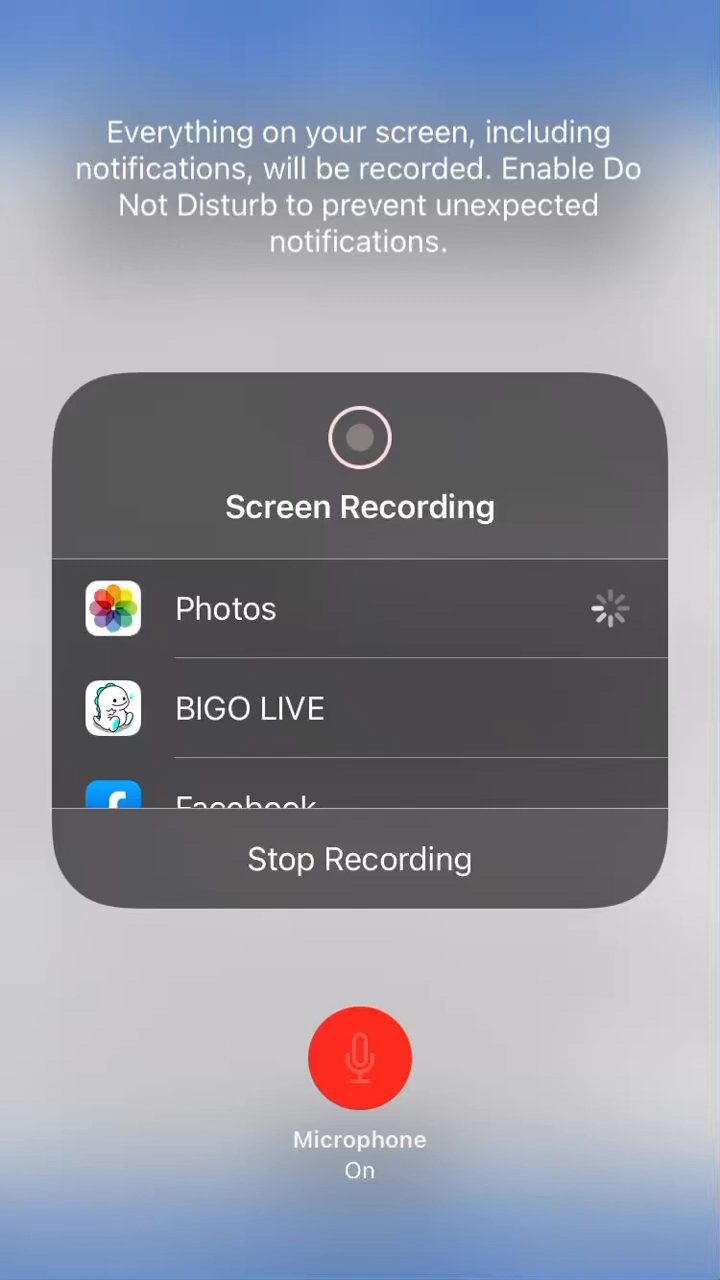 Everything on your screen, including
notifications, will be recorded. Enable Do
Not Disturb to prevent unexpected
notifications.
Screen Recording
Photos
BIGO LIVE
Facebook
Stop Recording
Microphone
On